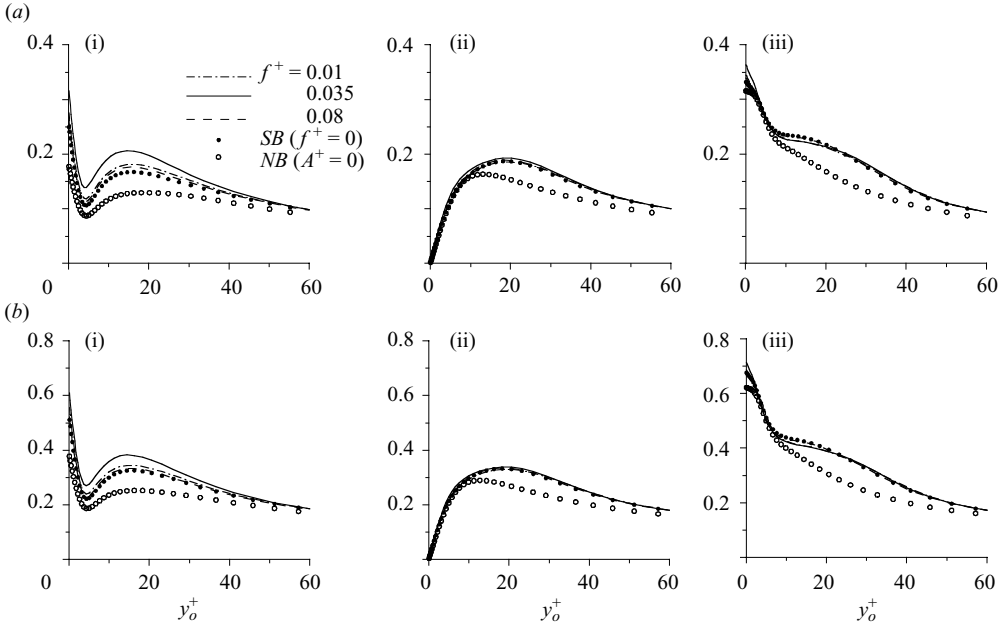 (a)
(i) (ii) (iii)
0.4 0.4 0.4
f⁺ = 0.01
0.035
0.08
SB (f⁺ = 0)
NB (A⁺ = 0)
0.2 0.2 0.2
0 20 40 60 0 20 40 60 0 20 40 60
(b)
(i) (ii) (iii)
0.8 0.8 0.8
0.6 0.6 0.6
0.4 0.4 0.4
0.2 0.2 0.2
0 20 40 60 0 20 40 60 0 20 40 60
y_o⁺ y_o⁺ y_o⁺